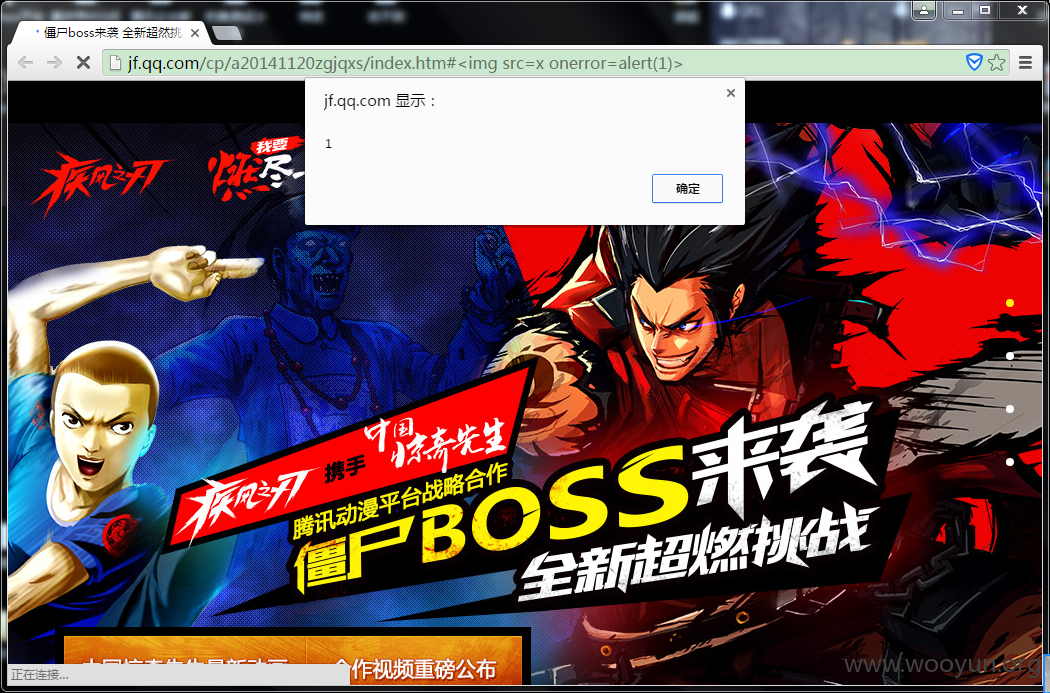 僵尸boss来袭 全新超燃挑
jf.qq.com/cp/a20141120zgjqxs/index.htm#<img src=x onerror=alert(1)>
jf.qq.com 显示：
1
确定
疾风之刃
我要
燃尽一
中国惊奇先生
疾风之刃 携手
腾讯动漫平台战略合作
僵尸BOSS来袭
全新超燃挑战
合作视频重磅公布
正在连接...
www.wooyun.org